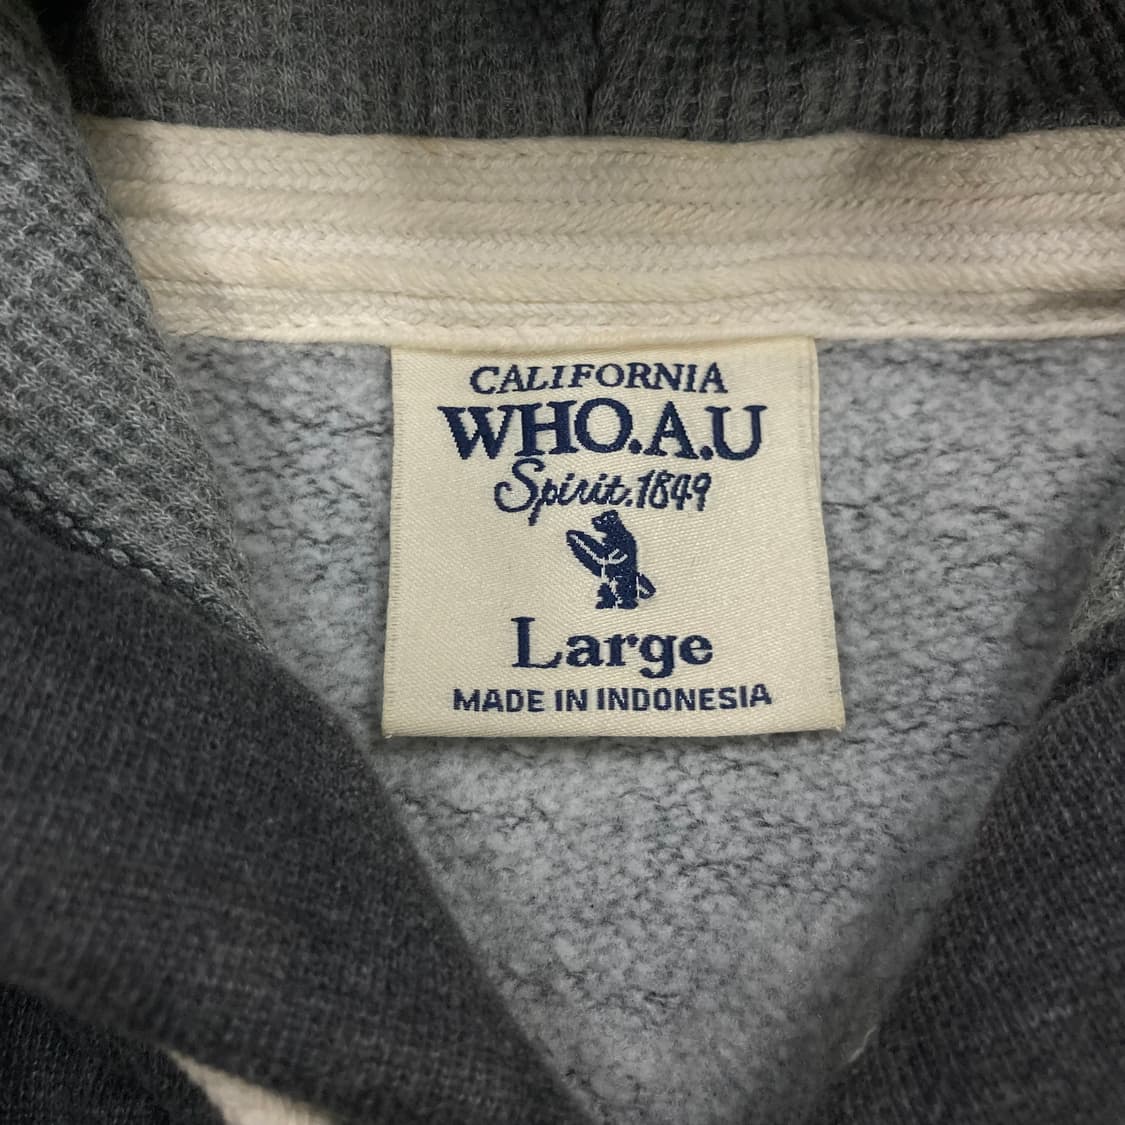 CALIFORNIA
WHO.A.U
Spirit.1849
Large
MADE IN INDONESIA